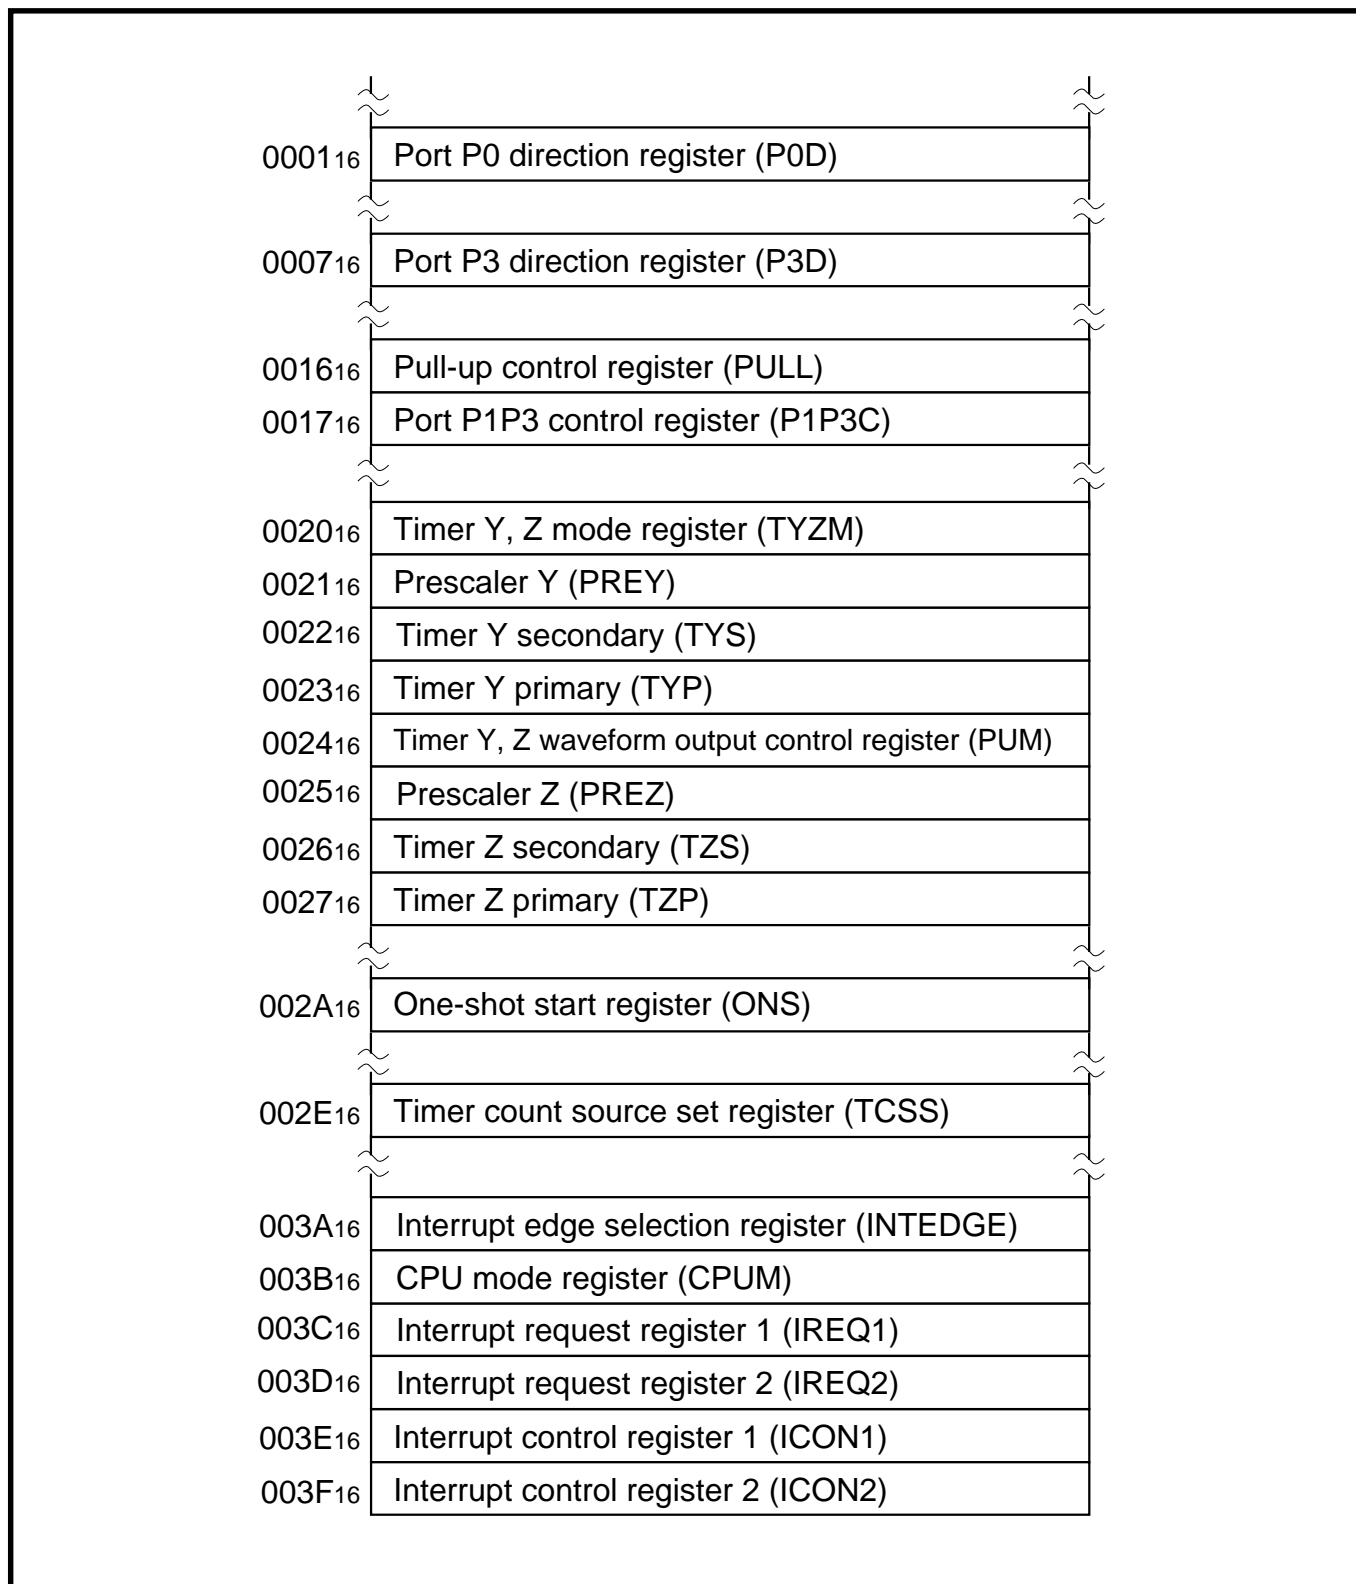 000116 Port P0 direction register (P0D)
000716 Port P3 direction register (P3D)
001616 Pull-up control register (PULL)
001716 Port P1P3 control register (P1P3C)
002016 Timer Y, Z mode register (TYZM)
002116 Prescaler Y (PREY)
002216 Timer Y secondary (TYS)
002316 Timer Y primary (TYP)
002416 Timer Y, Z waveform output control register (PUM)
002516 Prescaler Z (PREZ)
002616 Timer Z secondary (TZS)
002716 Timer Z primary (TZP)
002A16 One-shot start register (ONS)
002E16 Timer count source set register (TCSS)
003A16 Interrupt edge selection register (INTEDGE)
003B16 CPU mode register (CPUM)
003C16 Interrupt request register 1 (IREQ1)
003D16 Interrupt request register 2 (IREQ2)
003E16 Interrupt control register 1 (ICON1)
003F16 Interrupt control register 2 (ICON2)